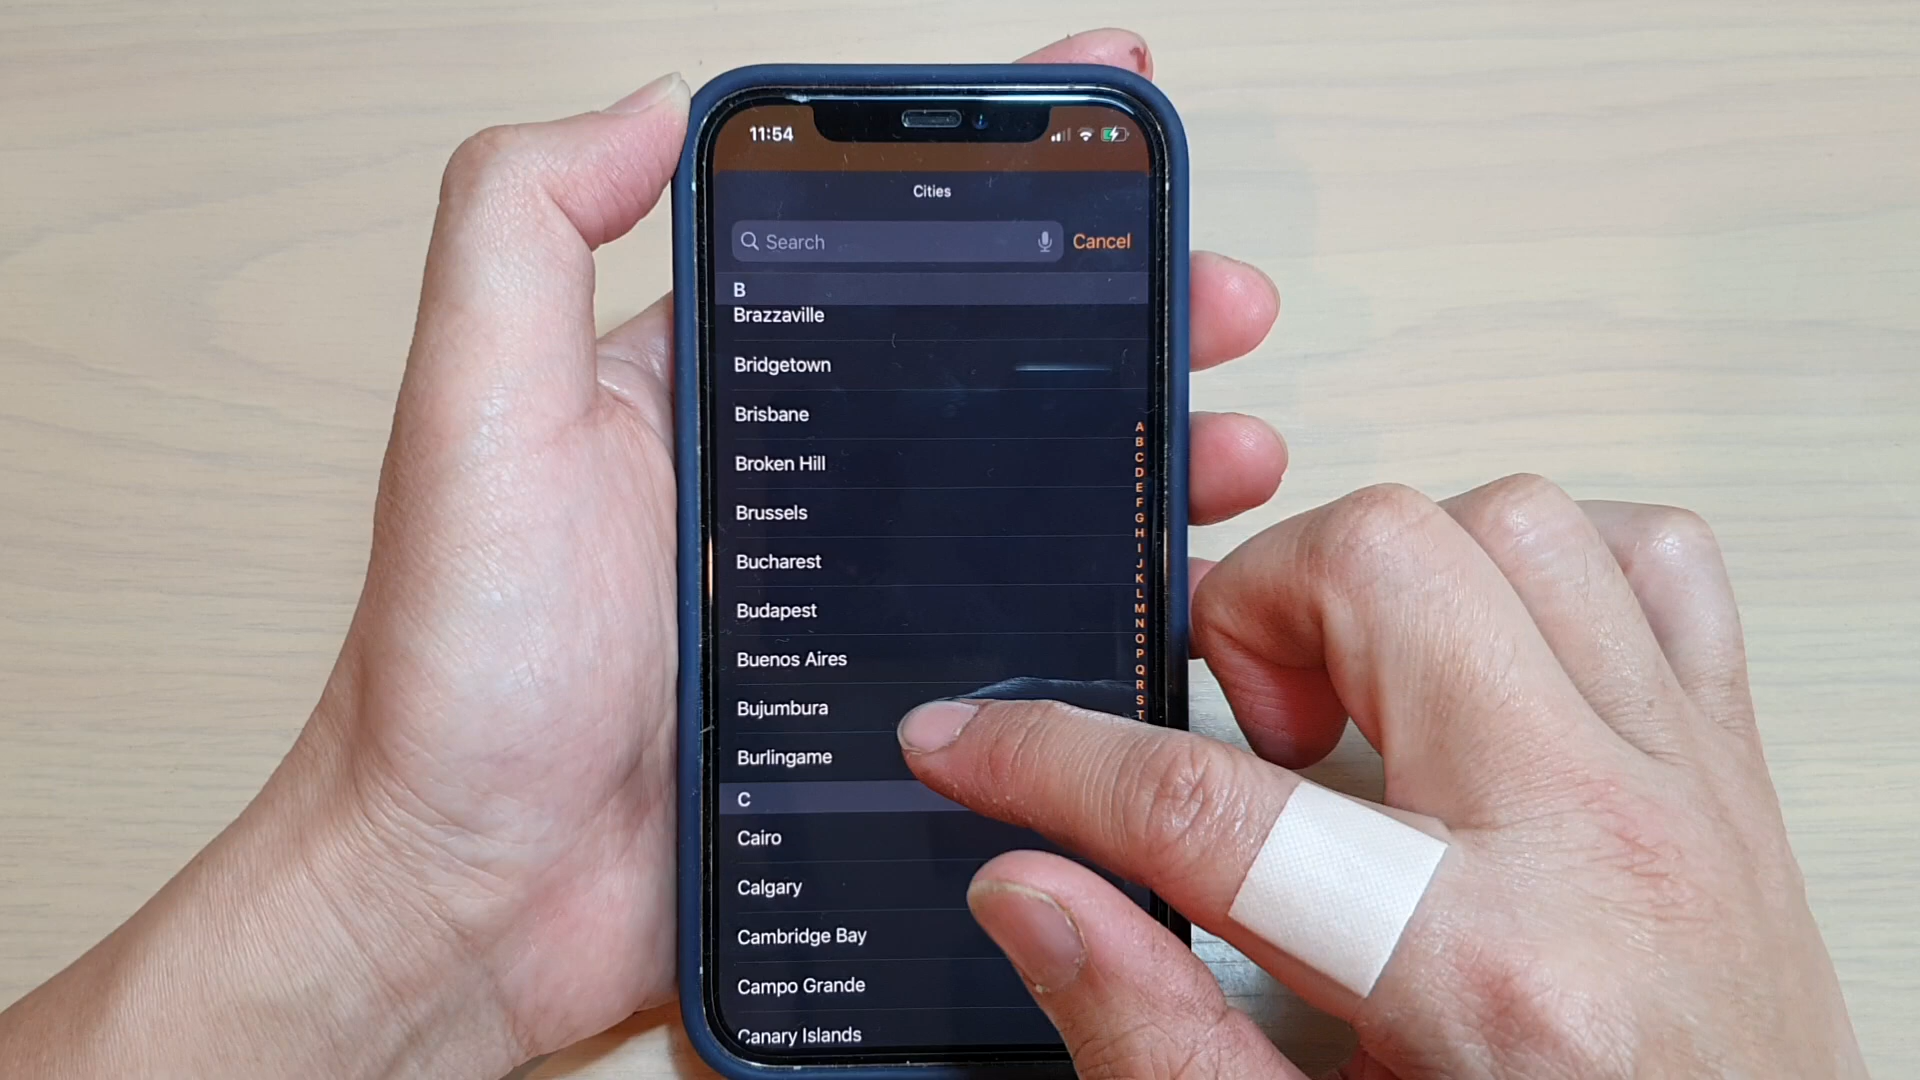 11:54
Cities
Search
Cancel
B
Brazzaville
Bridgetown
Brisbane
Broken Hill
Brussels
Bucharest
Budapest
Buenos Aires
Bujumbura
Burlingame
C
Cairo
Calgary
Cambridge Bay
Campo Grande
Canary Islands
A
B
C
D
E
F
G
H
I
J
K
L
M
N
O
P
Q
R
S
T